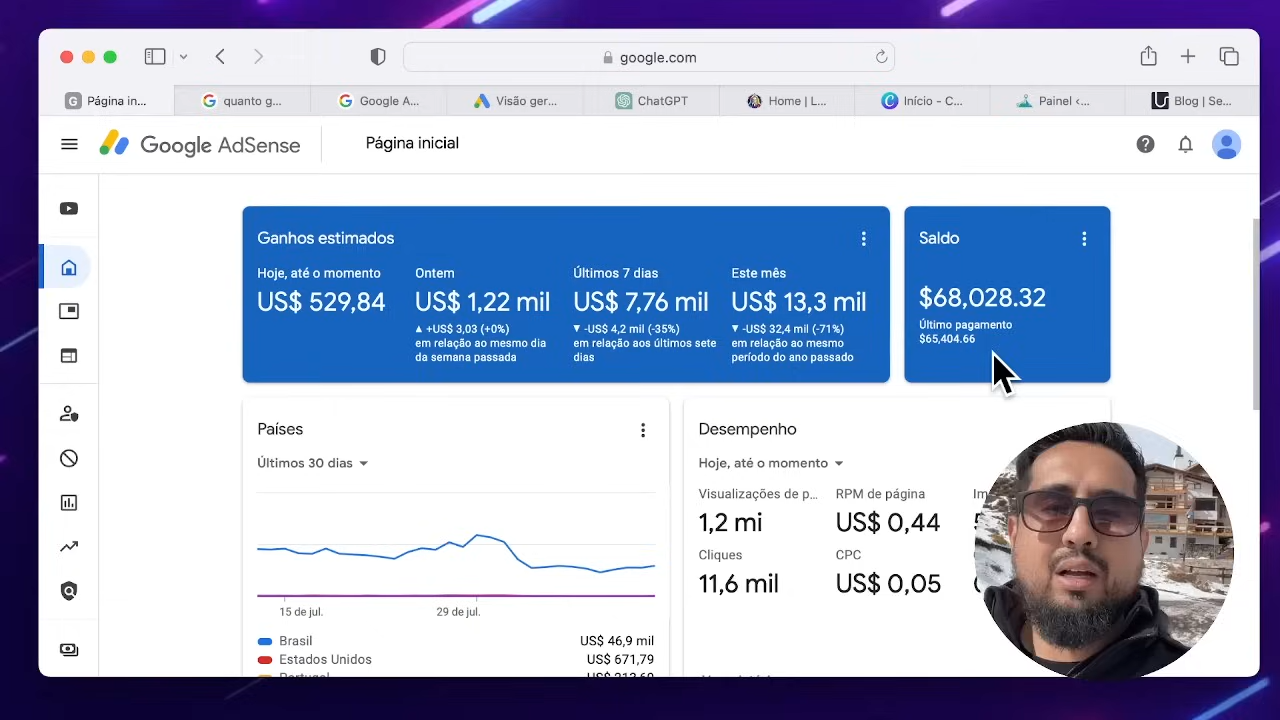 google.com
Página in...
quanto g...
Google A...
Visão ger...
ChatGPT
Home | L...
Início - C...
Painel ‹...
Blog | Se...
Google AdSense
Página inicial
Ganhos estimados
Hoje, até o momento
US$ 529,84
Ontem
US$ 1,22 mil
▲ +US$ 3,03 (+0%)
em relação ao mesmo dia
da semana passada
Últimos 7 dias
US$ 7,76 mil
▼ -US$ 4,2 mil (-35%)
em relação aos últimos sete
dias
Este mês
US$ 13,3 mil
▼ -US$ 32,4 mil (-71%)
em relação ao mesmo
período do ano passado
Saldo
$68,028.32
Último pagamento
$65,404.66
Países
Últimos 30 dias
15 de jul.
29 de jul.
Brasil
US$ 46,9 mil
Estados Unidos
US$ 671,79
Portugal
Desempenho
Hoje, até o momento
Visualizações de p...
1,2 mi
RPM de página
US$ 0,44
Cliques
11,6 mil
CPC
US$ 0,05